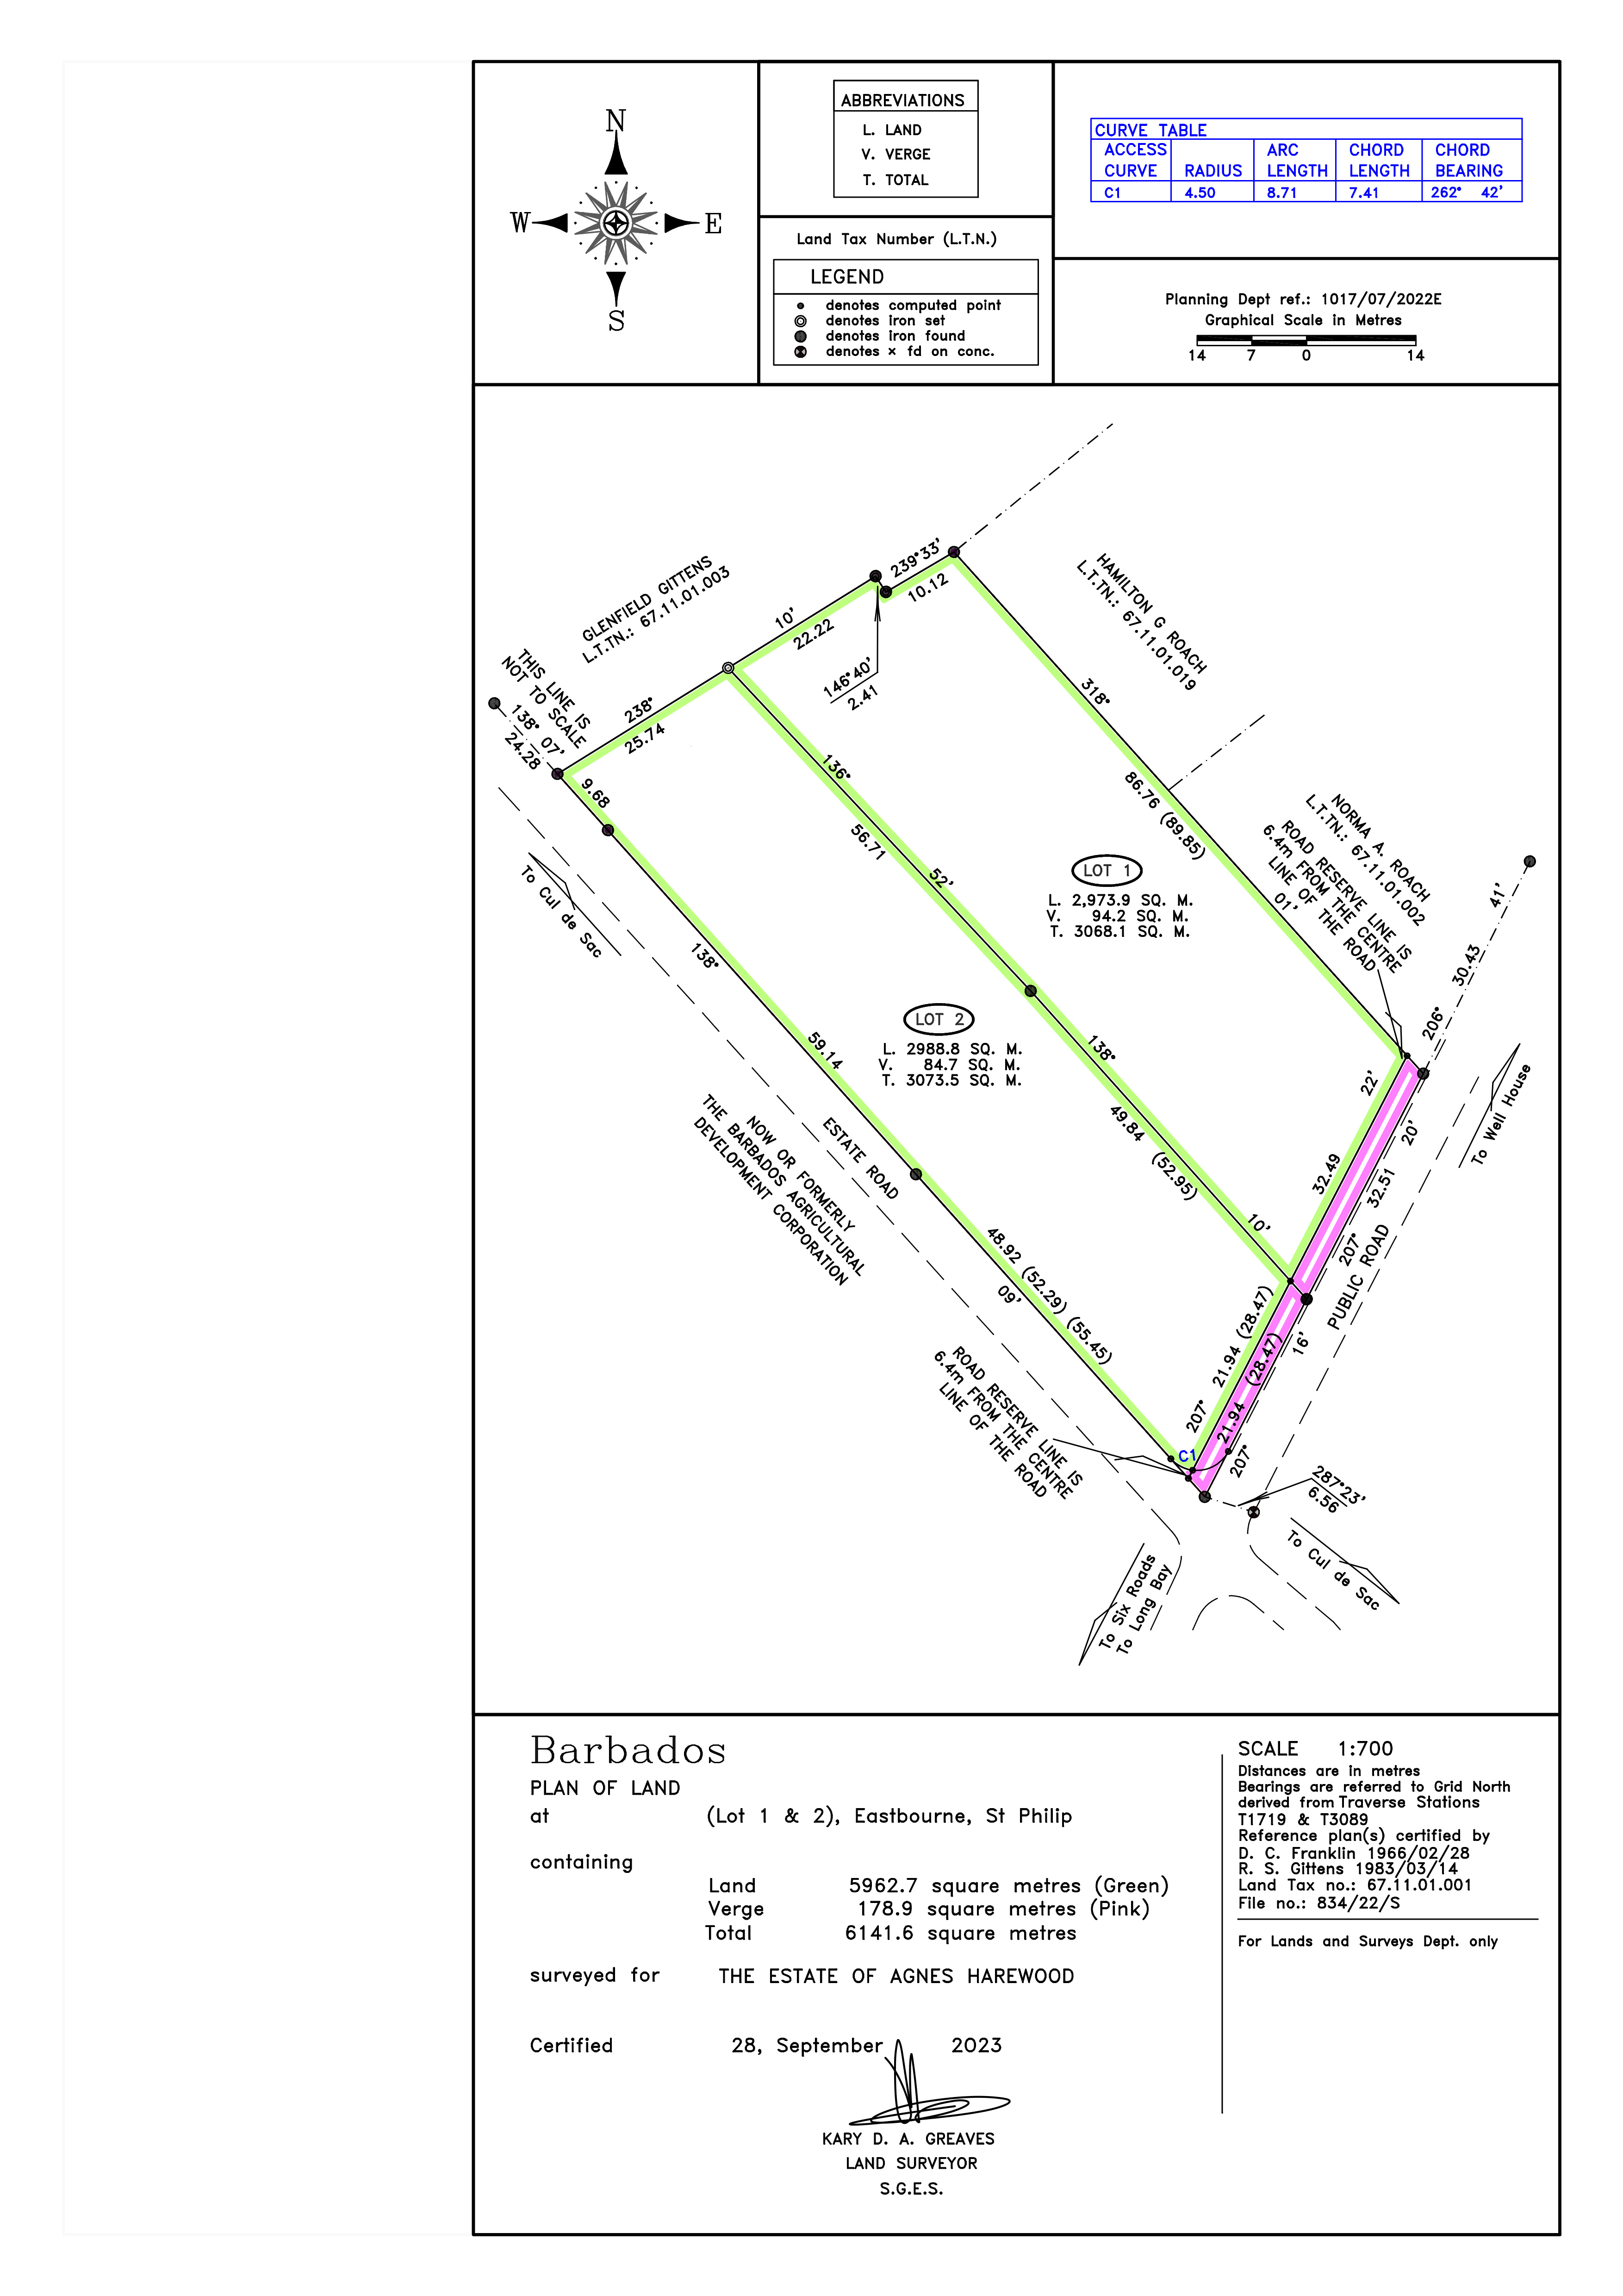 N
W E
S
ABBREVIATIONS
L. LAND
V. VERGE
T. TOTAL
Land Tax Number (L.T.N.)
LEGEND
denotes computed point
denotes iron set
denotes iron found
denotes × fd on conc.
CURVE TABLE
ACCESS CURVE RADIUS ARC LENGTH CHORD LENGTH CHORD BEARING
C1 4.50 8.71 7.41 262° 42'
Planning Dept ref.: 1017/07/2022E
Graphical Scale in Metres
14 7 0 14
GLENFIELD GITTENS
L.T.TN.: 67.11.01.003
THIS LINE IS
NOT TO SCALE
138° 07'
24.28
238°
25.74
10'
22.22
239°33'
10.12
146°40'
2.41
HAMILTON G ROACH
L.T.TN.: 67.11.01.019
318°
86.76 (89.85)
01'
NORMA A. ROACH
L.T.TN.: 67.11.01.002
ROAD RESERVE LINE IS
6.4m FROM THE CENTRE
LINE OF THE ROAD
41'
30.43
206°
9.68
136°
56.71
52'
LOT 1
L. 2,973.9 SQ. M.
V. 94.2 SQ. M.
T. 3068.1 SQ. M.
To Cul de Sac
138°
59.14
LOT 2
L. 2988.8 SQ. M.
V. 84.7 SQ. M.
T. 3073.5 SQ. M.
138°
49.84
(52.95)
10'
22'
32.49
20'
32.51
207°
To Well House
PUBLIC ROAD
ESTATE ROAD
NOW OR FORMERLY
THE BARBADOS AGRICULTURAL
DEVELOPMENT CORPORATION
48.92 (52.29) (55.45)
09'
21.94 (28.47)
207°
21.94 (28.47)
16'
207°
C1
ROAD RESERVE LINE IS
6.4m FROM THE CENTRE
LINE OF THE ROAD
287°23'
6.56
To Cul de Sac
To Six Roads
To Long Bay
Barbados
PLAN OF LAND
at (Lot 1 & 2), Eastbourne, St Philip
containing
Land 5962.7 square metres (Green)
Verge 178.9 square metres (Pink)
Total 6141.6 square metres
surveyed for THE ESTATE OF AGNES HAREWOOD
Certified 28, September 2023
KARY D. A. GREAVES
LAND SURVEYOR
S.G.E.S.
SCALE 1:700
Distances are in metres
Bearings are referred to Grid North
derived from Traverse Stations
T1719 & T3089
Reference plan(s) certified by
D. C. Franklin 1966/02/28
R. S. Gittens 1983/03/14
Land Tax no.: 67.11.01.001
File no.: 834/22/S
For Lands and Surveys Dept. only